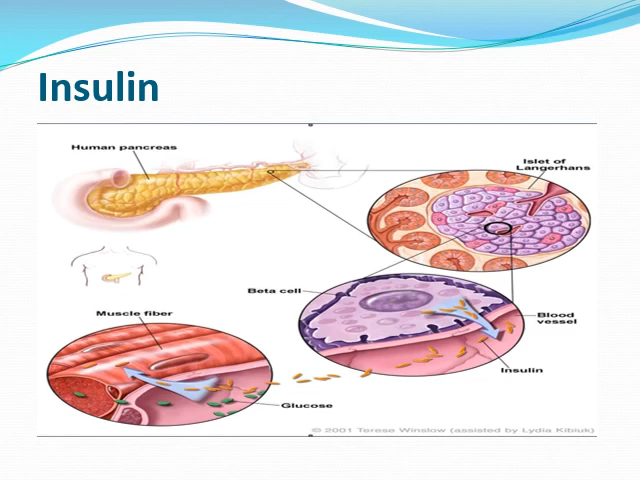 Insulin
Human pancreas
Islet of
Langerhans
Beta cell
Muscle fiber
Blood
vessel
Insulin
Glucose
© 2001 Terese Winslow (assisted by Lydia Kibiuk)